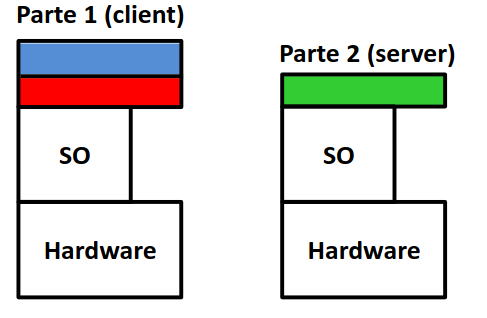 Parte 1 (client)
Parte 2 (server)
SO
SO
Hardware
Hardware